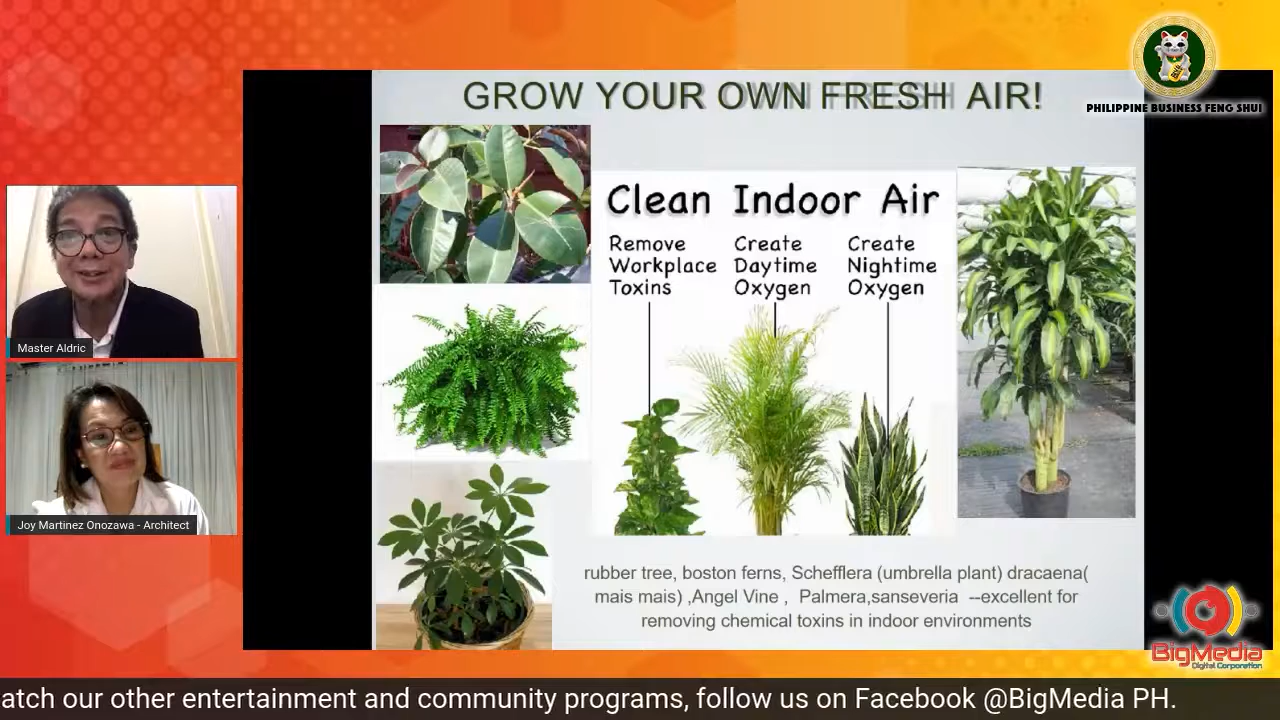 GROW YOUR OWN FRESH AIR!
PHILIPPINE BUSINESS FENG SHUI
Clean Indoor Air
Remove
Workplace
Toxins
Create
Daytime
Oxygen
Create
Nightime
Oxygen
Master Aldric
Joy Martinez Onozawa - Architect
rubber tree, boston ferns, Schefflera (umbrella plant) dracaena(
mais mais) ,Angel Vine , Palmera,sanseveria --excellent for
removing chemical toxins in indoor environments
BigMedia
Digital Corporation
atch our other entertainment and community programs, follow us on Facebook @BigMedia PH.